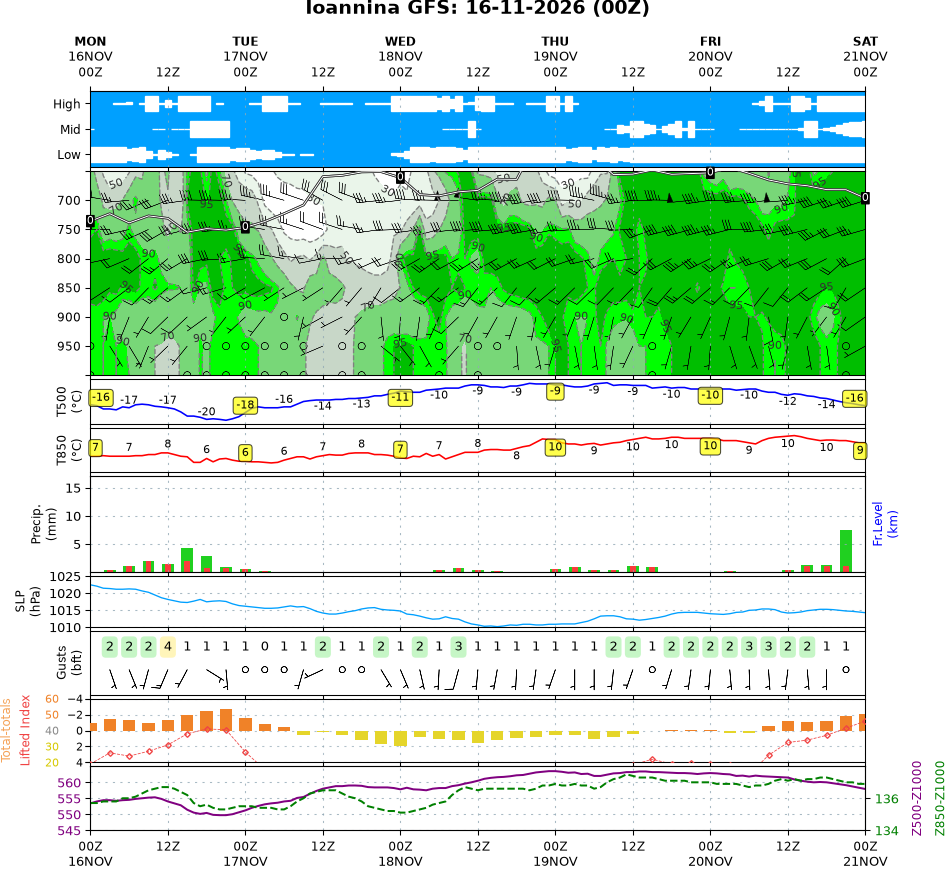 Ioannina GFS: 16-11-2026 (00Z)
MON TUE WED THU FRI SAT
16NOV 17NOV 18NOV 19NOV 20NOV 21NOV
00Z 12Z 00Z 12Z 00Z 12Z 00Z 12Z 00Z 12Z 00Z
High
Mid
Low
700
750
800
850
900
950
T500
(°C)
-16 -17 -17 -20 -18 -16 -14 -13 -11 -10 -9 -9 -9 -9 -9 -10 -10 -10 -12 -14 -16
T850
(°C)
7 7 8 6 6 6 7 8 7 7 8 8 10 9 10 10 10 9 10 10 9
Precip.
(mm)
15
10
5
Fr.Level
(km)
SLP
(hPa)
1025
1020
1015
1010
Gusts
(bft)
2 2 2 4 1 1 1 1 0 1 1 2 1 1 2 1 2 1 3 1 1 1 1 1 1 1 2 2 1 2 2 2 2 3 3 2 2 1 1
Total-totals
Lifted Index
60 −4
50 −2
40 0
30 2
20 4
560
555
550
545
136
134
Z500-Z1000
Z850-Z1000
00Z 12Z 00Z 12Z 00Z 12Z 00Z 12Z 00Z 12Z 00Z
16NOV 17NOV 18NOV 19NOV 20NOV 21NOV